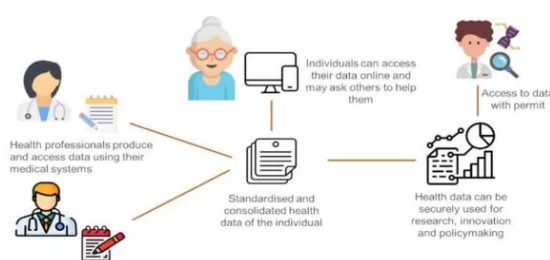 Individuals can access
their data online and
may ask others to help
them
Access to data
with permit
Health professionals produce
and access data using their
medical systems
Standardised and
consolidated health
data of the individual
Health data can be
securely used for
research, innovation
and policymaking